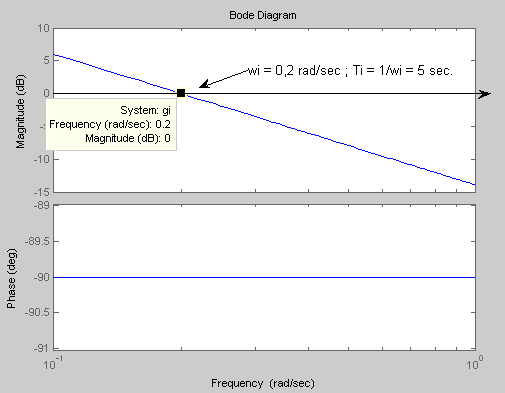 Bode Diagram
Magnitude (dB)
10
5
0
-5
-10
-15
wi = 0,2 rad/sec ; Ti = 1/wi = 5 sec.
System: gi
Frequency (rad/sec): 0.2
Magnitude (dB): 0
Phase (deg)
-89
-89.5
-90
-90.5
-91
10^-1
10^0
Frequency (rad/sec)